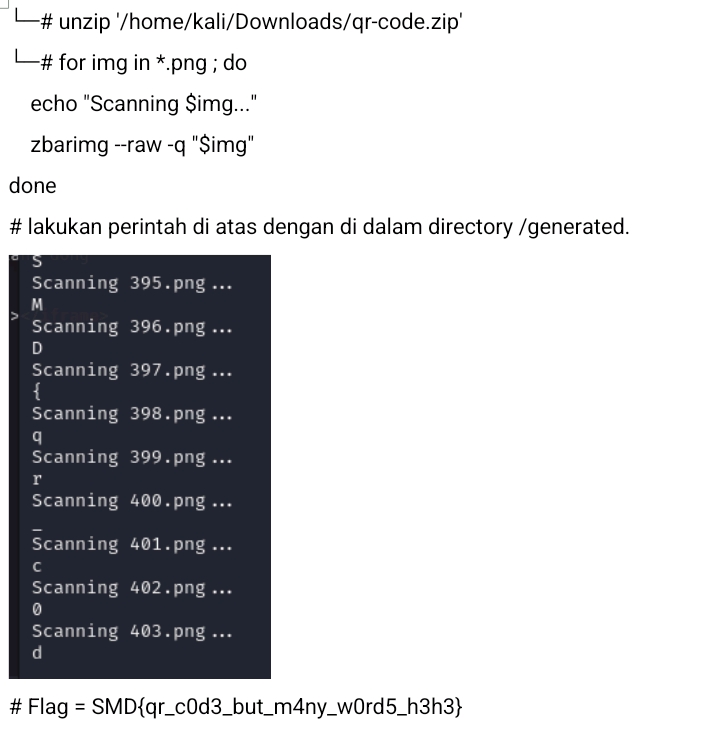 └─# unzip '/home/kali/Downloads/qr-code.zip'
└─# for img in *.png ; do
echo "Scanning $img..."
zbarimg --raw -q "$img"
done
# lakukan perintah di atas dengan di dalam directory /generated.
S
Scanning 395.png ...
M
>
Scanning 396.png ...
D
Scanning 397.png ...
{
Scanning 398.png ...
q
Scanning 399.png ...
r
Scanning 400.png ...
_
Scanning 401.png ...
c
Scanning 402.png ...
0
Scanning 403.png ...
d
# Flag = SMD{qr_c0d3_but_m4ny_w0rd5_h3h3}